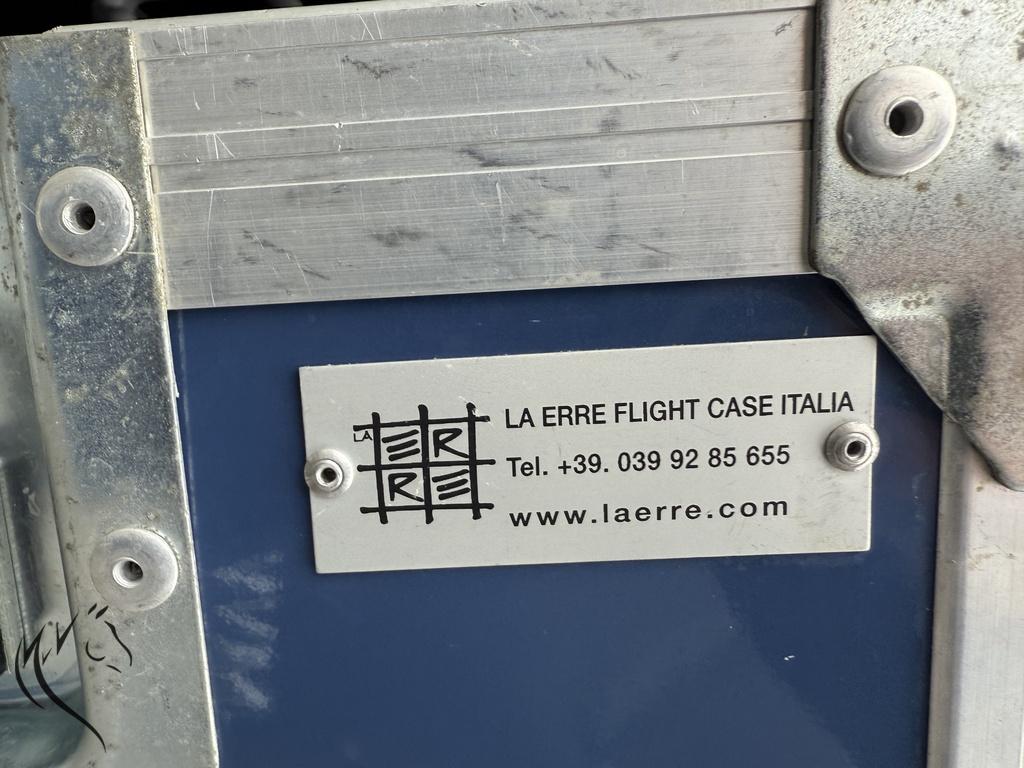 LA
ER
RE
LA ERRE FLIGHT CASE ITALIA
Tel. +39. 039 92 85 655
www.laerre.com